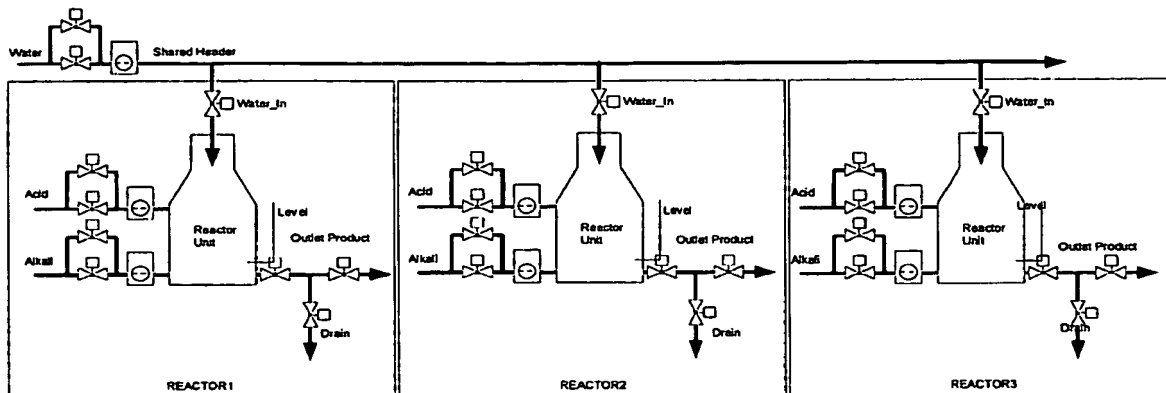 Water
Shared Header
Water_In
Acid
Alkali
Reactor
Unit
Level
Outlet Product
Drain
REACTOR1
Water_In
Acid
Alkali
Reactor
Unit
Level
Outlet Product
Drain
REACTOR2
Water_In
Acid
Alkali
Reactor
Unit
Level
Outlet Product
Drain
REACTOR3